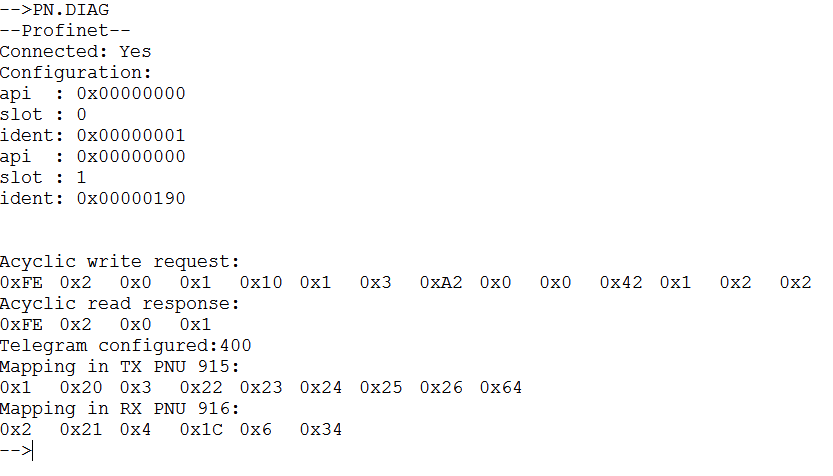 -->PN.DIAG
--Profinet--
Connected: Yes
Configuration:
api  : 0x00000000
slot : 0
ident: 0x00000001
api  : 0x00000000
slot : 1
ident: 0x00000190
Acyclic write request:
0xFE 0x2 0x0 0x1 0x10 0x1 0x3 0xA2 0x0 0x0 0x42 0x1 0x2 0x2
Acyclic read response:
0xFE 0x2 0x0 0x1
Telegram configured:400
Mapping in TX PNU 915:
0x1 0x20 0x3 0x22 0x23 0x24 0x25 0x26 0x64
Mapping in RX PNU 916:
0x2 0x21 0x4 0x1C 0x6 0x34
-->